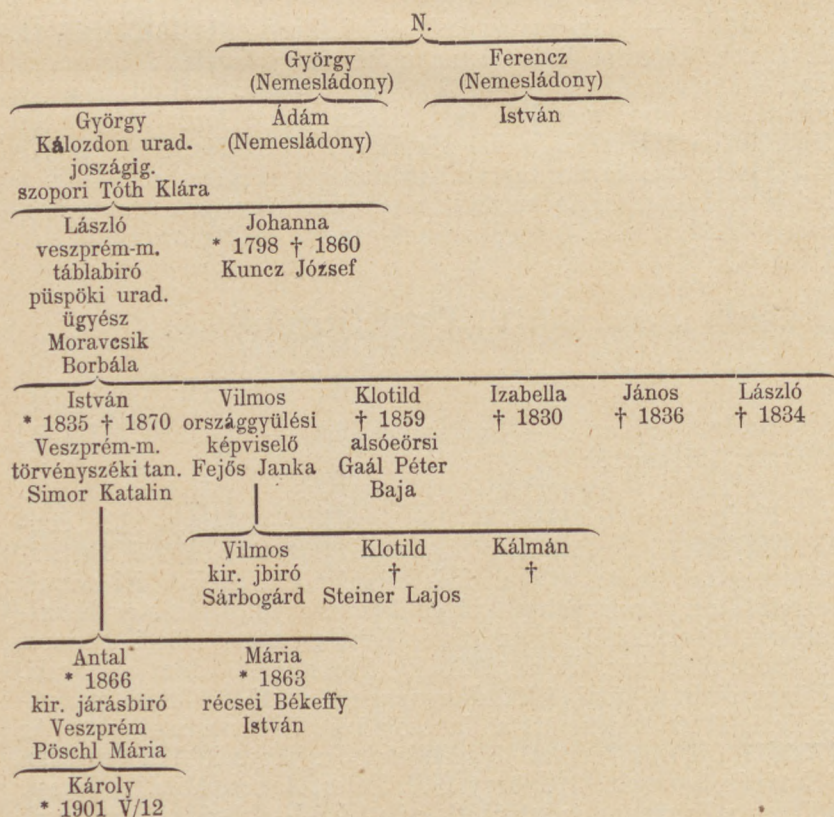 N.
György Ferencz
(Nemesládony) (Nemesládony)
György Ádám István
Kálozdon urad. (Nemesládony)
joszágig.
szopori Tóth Klára
László Johanna
veszprém-m. * 1798 † 1860
táblabiró Kuncz József
püspöki urad.
ügyész
Moravcsik
Borbála
István Vilmos Klotild Izabella János László
* 1835 † 1870 országgyülési † 1859 † 1830 † 1836 † 1834
Veszprém-m. képviselő alsóeörsi
törvényszéki tan. Fejős Janka Gaál Péter
Simor Katalin Baja
Vilmos Klotild Kálmán
kir. jbiró † †
Sárbogárd Steiner Lajos
Antal Mária
* 1866 * 1863
kir. járásbiró récsei Békeffy
Veszprém István
Pöschl Mária
Károly
* 1901 V/12